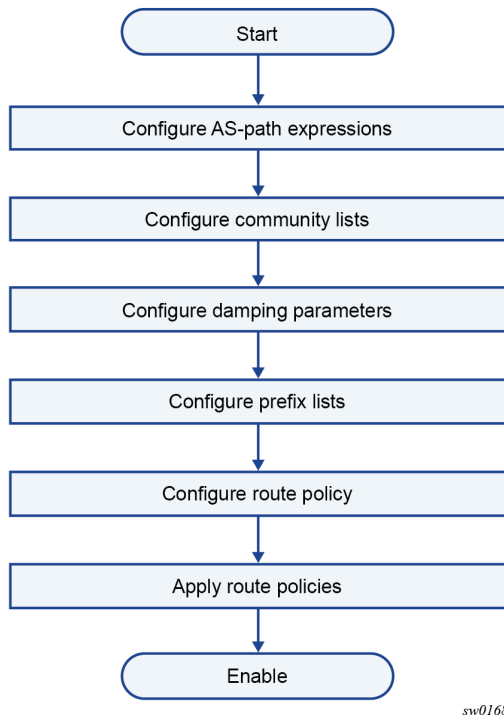 Start
Configure AS-path expressions
Configure community lists
Configure damping parameters
Configure prefix lists
Configure route policy
Apply route policies
Enable